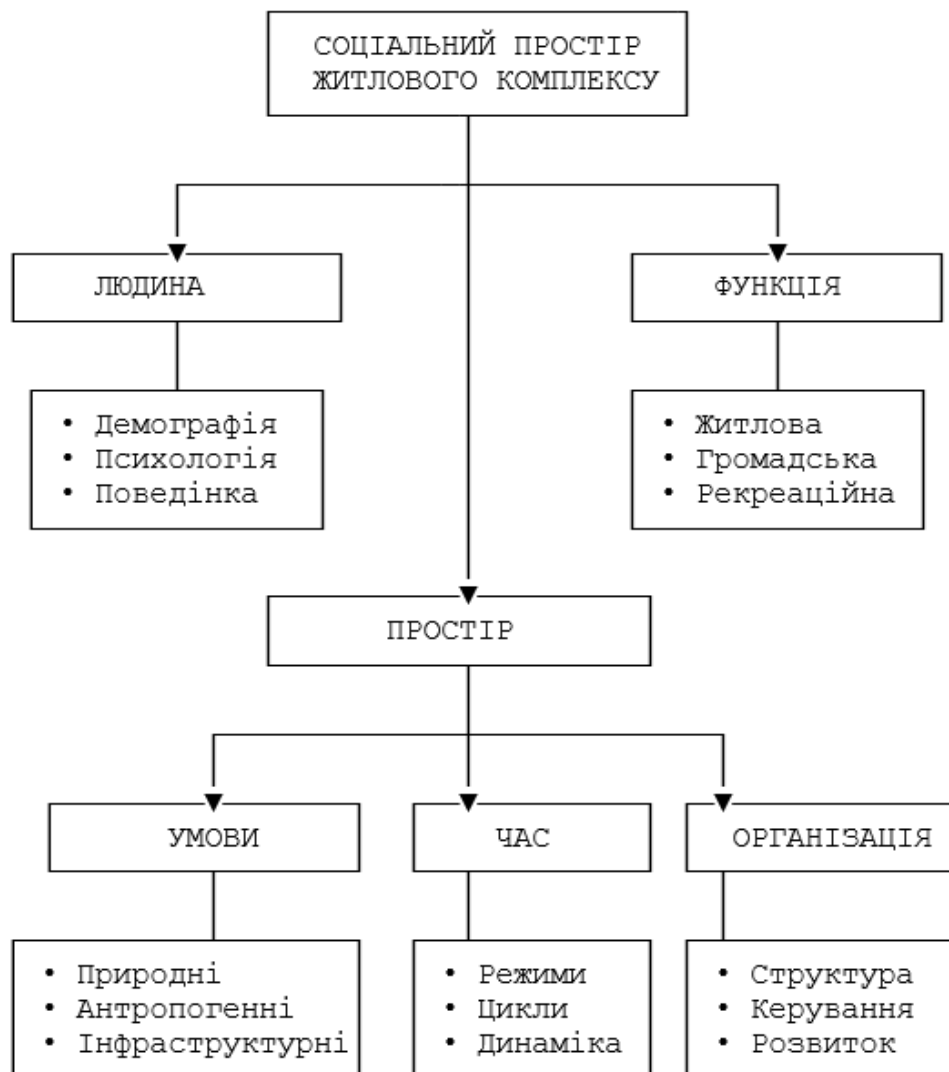 СОЦІАЛЬНИЙ ПРОСТІР
ЖИТЛОВОГО КОМПЛЕКСУ
ЛЮДИНА
ФУНКЦІЯ
• Демографія
• Психологія
• Поведінка
• Житлова
• Громадська
• Рекреаційна
ПРОСТІР
УМОВИ
ЧАС
ОРГАНІЗАЦІЯ
• Природні
• Антропогенні
• Інфраструктурні
• Режими
• Цикли
• Динаміка
• Структура
• Керування
• Розвиток